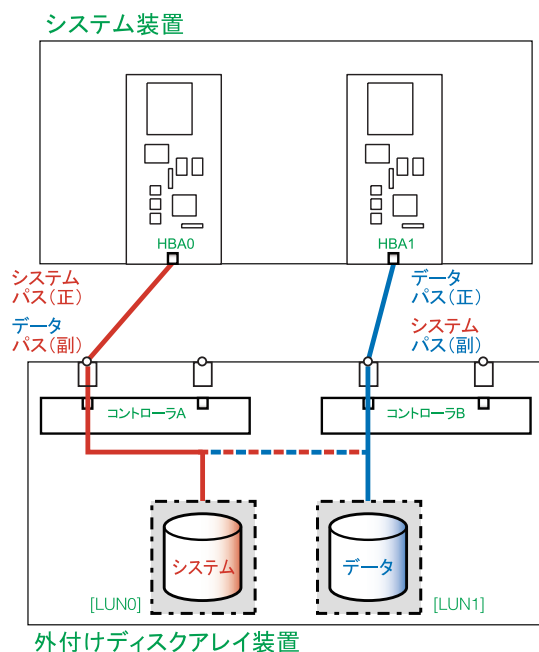 システム装置
HBA0
HBA1
システム
パス(正)
データ
パス(副)
データ
パス(正)
システム
パス(副)
コントローラA
コントローラB
システム
データ
[LUN0]
[LUN1]
外付けディスクアレイ装置